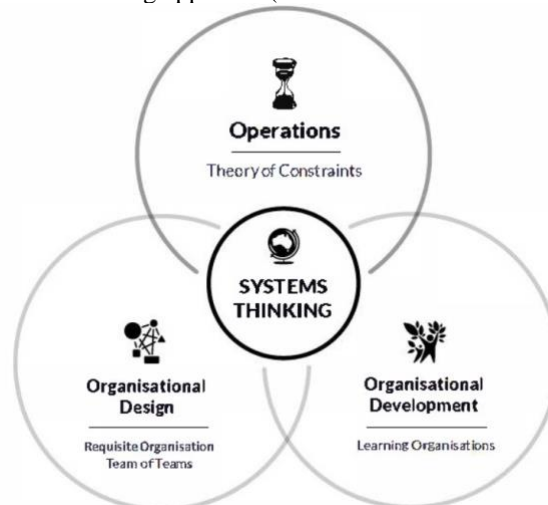 Operations
Theory of Constraints
SYSTEMS
THINKING
Organisational
Design
Requisite Organisation
Team of Teams
Organisational
Development
Learning Organisations